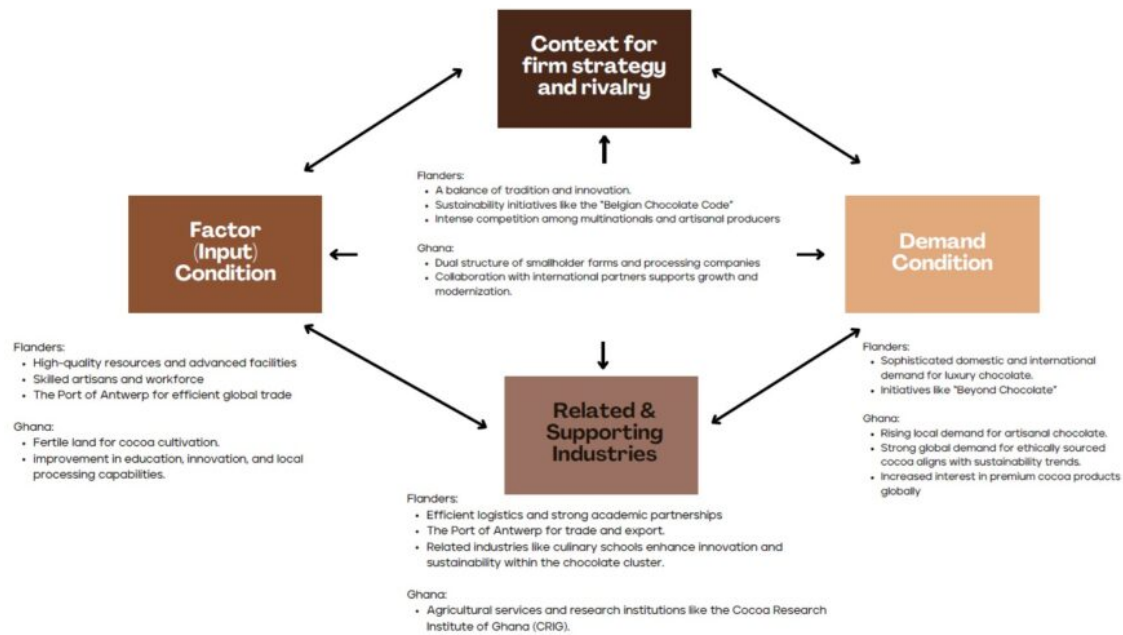 Context for
firm strategy
and rivalry
Flanders:
• A balance of tradition and innovation.
• Sustainability initiatives like the "Belgian Chocolate Code"
• Intense competition among multinationals and artisanal producers
Ghana:
• Dual structure of smallholder farms and processing companies
• Collaboration with international partners supports growth and
modernization.
Factor
(Input)
Condition
Flanders:
• High-quality resources and advanced facilities
• Skilled artisans and workforce
• The Port of Antwerp for efficient global trade
Ghana:
• Fertile land for cocoa cultivation.
• improvement in education, innovation, and local
processing capabilities.
Demand
Condition
Flanders:
• Sophisticated domestic and international
demand for luxury chocolate.
• Initiatives like "Beyond Chocolate"
Ghana:
• Rising local demand for artisanal chocolate.
• Strong global demand for ethically sourced
cocoa aligns with sustainability trends.
• Increased interest in premium cocoa products
globally
Related &
Supporting
Industries
Flanders:
• Efficient logistics and strong academic partnerships
• The Port of Antwerp for trade and export.
• Related industries like culinary schools enhance innovation and
sustainability within the chocolate cluster.
Ghana:
• Agricultural services and research institutions like the Cocoa Research
Institute of Ghana (CRIG).